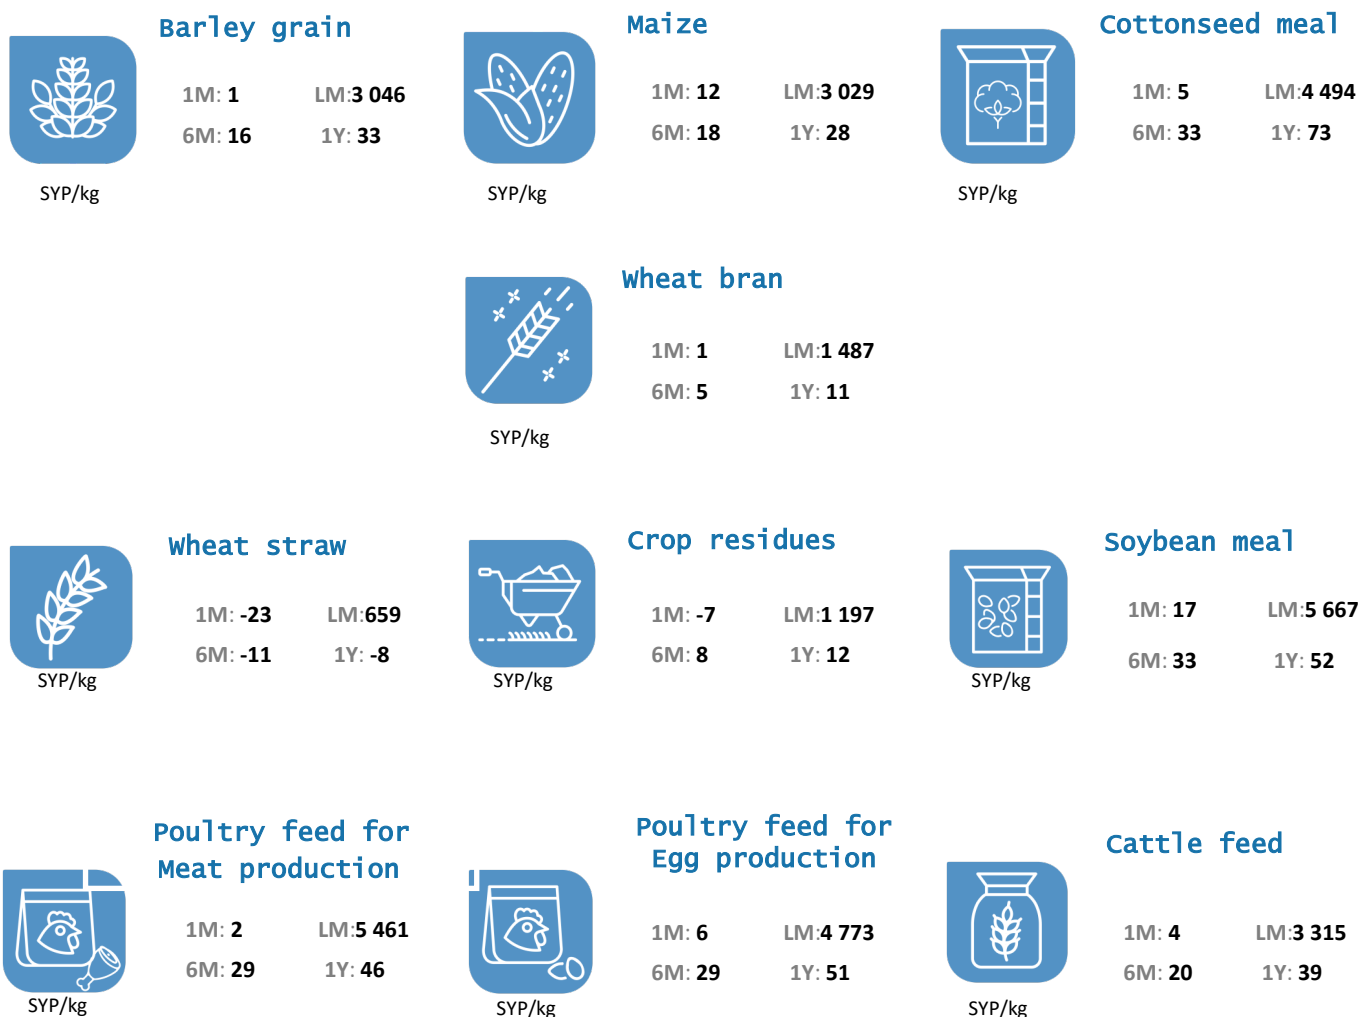 Barley grain
1M: 1 LM:3 046
6M: 16 1Y: 33
SYP/kg
Maize
1M: 12 LM:3 029
6M: 18 1Y: 28
SYP/kg
Cottonseed meal
1M: 5 LM:4 494
6M: 33 1Y: 73
SYP/kg
Wheat bran
1M: 1 LM:1 487
6M: 5 1Y: 11
SYP/kg
Wheat straw
1M: -23 LM:659
6M: -11 1Y: -8
SYP/kg
Crop residues
1M: -7 LM:1 197
6M: 8 1Y: 12
SYP/kg
Soybean meal
1M: 17 LM:5 667
6M: 33 1Y: 52
SYP/kg
Poultry feed for
Meat production
1M: 2 LM:5 461
6M: 29 1Y: 46
SYP/kg
Poultry feed for
Egg production
1M: 6 LM:4 773
6M: 29 1Y: 51
SYP/kg
Cattle feed
1M: 4 LM:3 315
6M: 20 1Y: 39
SYP/kg